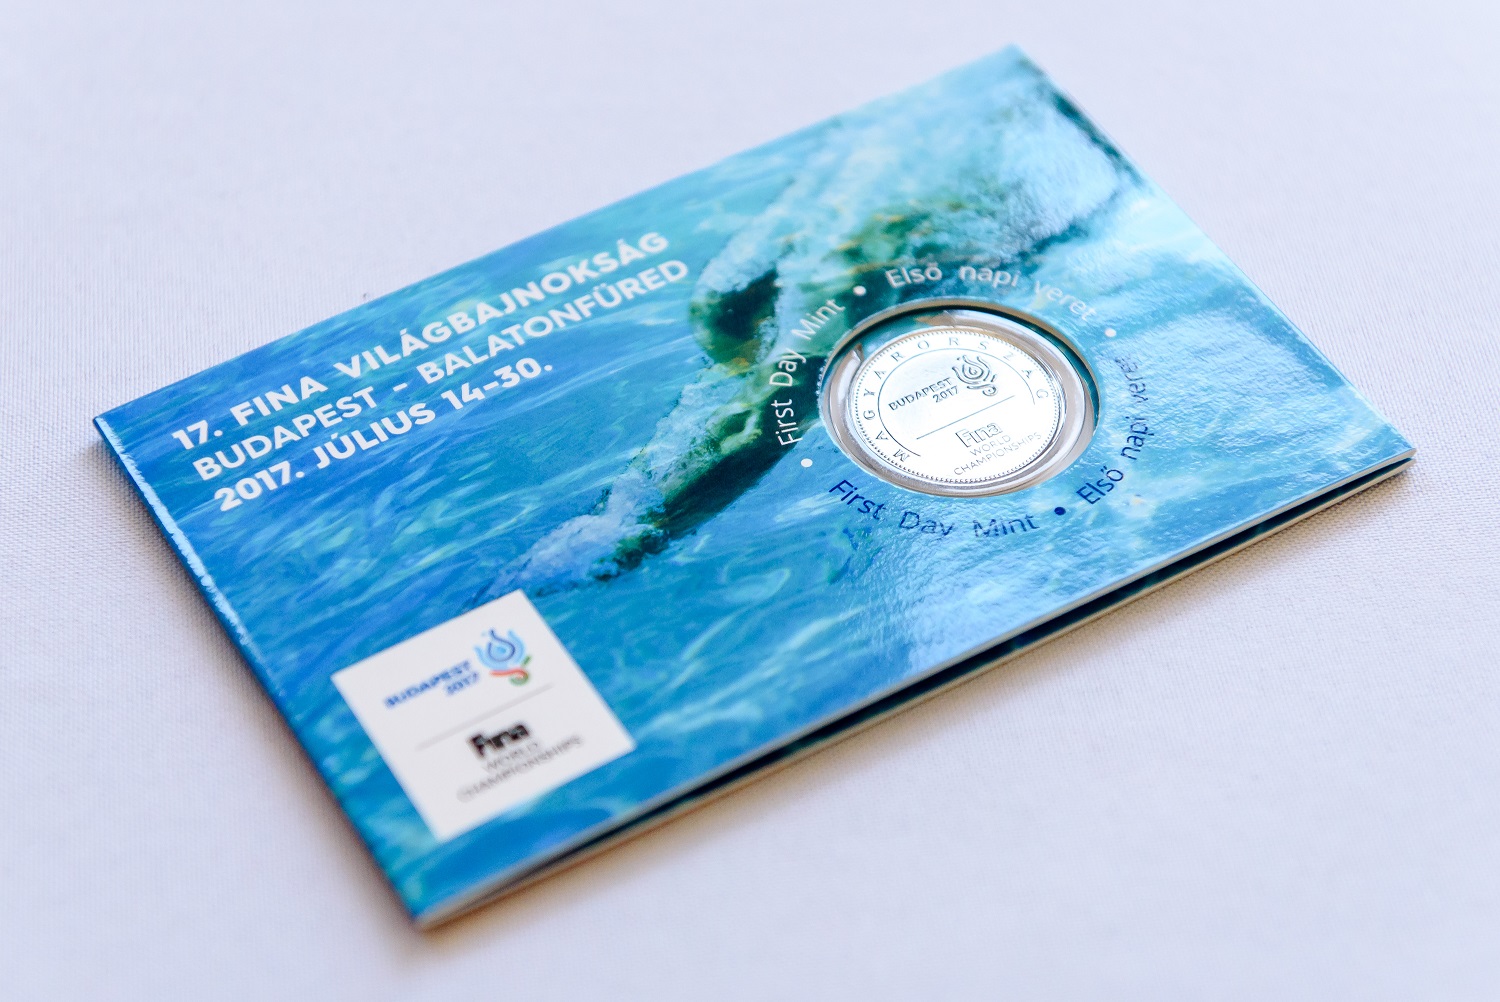 17. FINA VILÁGBAJNOKSÁG
BUDAPEST - BALATONFÜRED
2017. JÚLIUS 14-30.
First Day Mint • Első napi veret •
First Day Mint • Első napi veret •
MAGYARORSZÁG
BUDAPEST
2017
Fina
WORLD
CHAMPIONSHIPS
BUDAPEST
2017
Fina
WORLD
CHAMPIONSHIPS